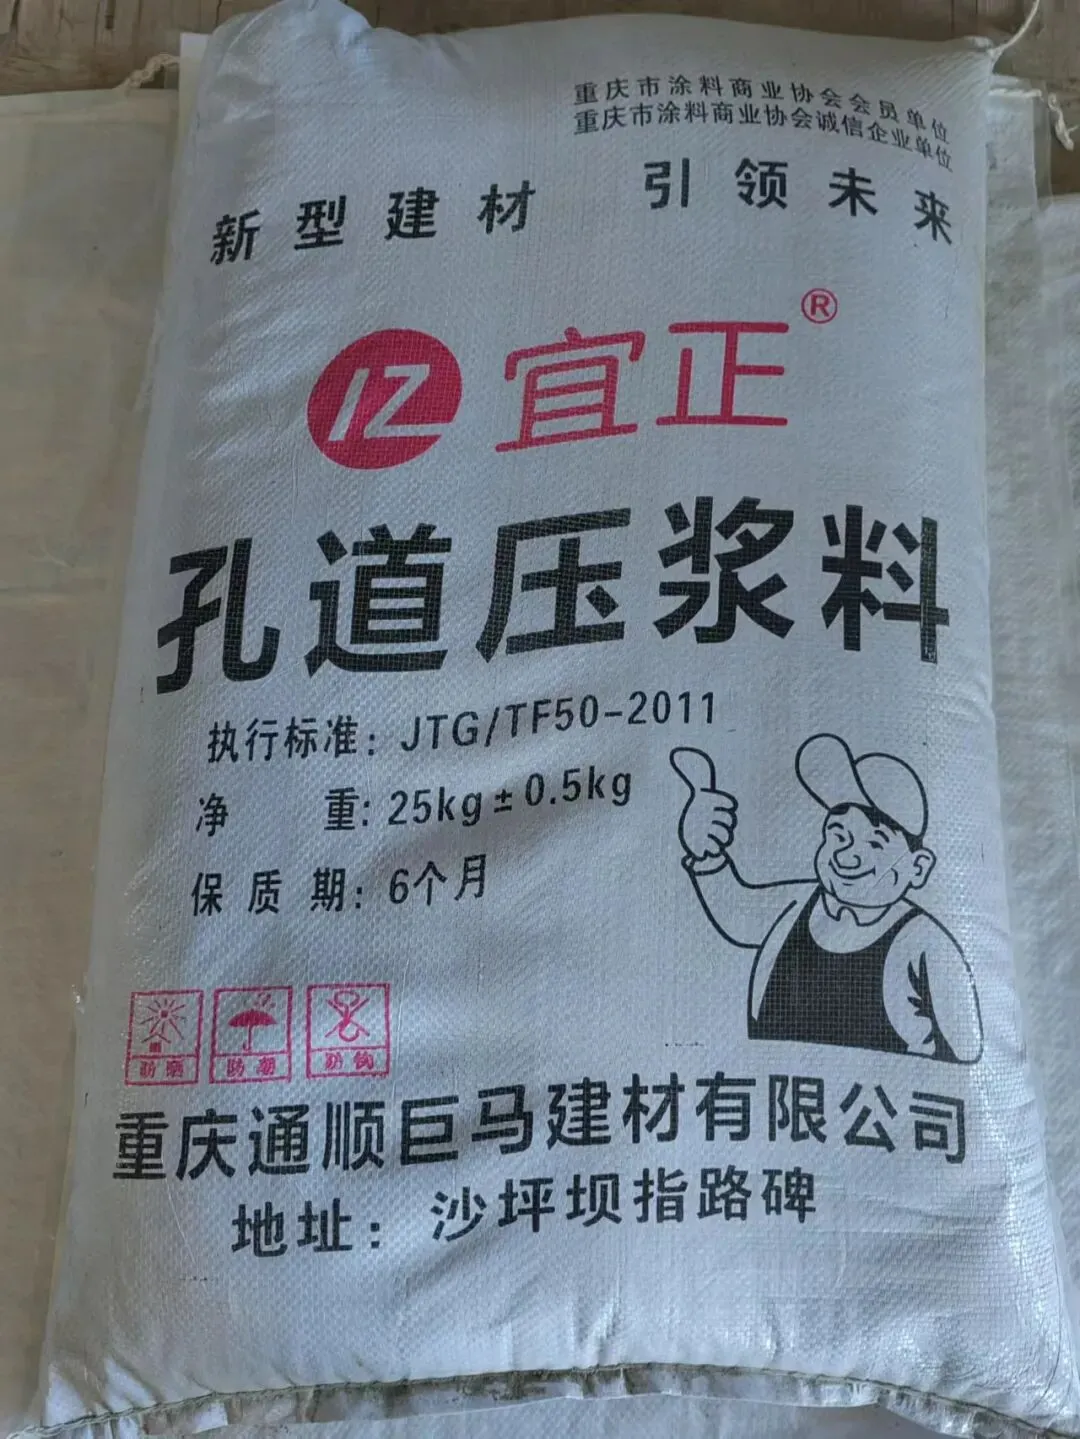 重庆市涂料商业协会会员单位
重庆市涂料商业协会诚信企业单位
新型建材 引领未来
IZ 宜正®
孔道压浆料
执行标准：JTG/TF50-2011
净 重：25kg±0.5kg
保质期：6个月
防晒 防潮 防钩
重庆通顺巨马建材有限公司
地址：沙坪坝指路碑